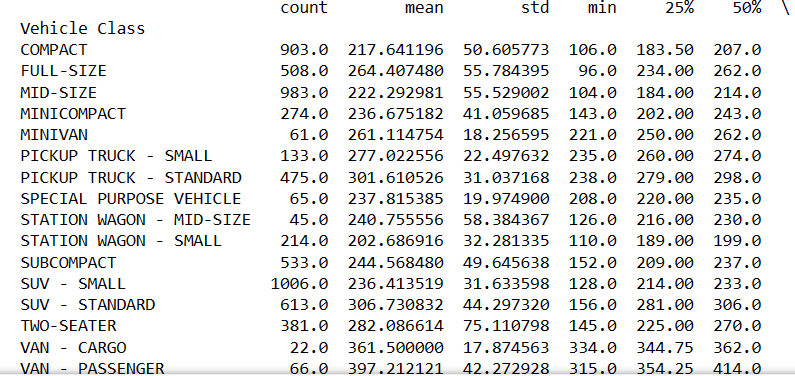 count mean std min 25% 50% \
Vehicle Class
COMPACT 903.0 217.641196 50.605773 106.0 183.50 207.0
FULL-SIZE 508.0 264.407480 55.784395 96.0 234.00 262.0
MID-SIZE 983.0 222.292981 55.529002 104.0 184.00 214.0
MINICOMPACT 274.0 236.675182 41.059685 143.0 202.00 243.0
MINIVAN 61.0 261.114754 18.256595 221.0 250.00 262.0
PICKUP TRUCK - SMALL 133.0 277.022556 22.497632 235.0 260.00 274.0
PICKUP TRUCK - STANDARD 475.0 301.610526 31.037168 238.0 279.00 298.0
SPECIAL PURPOSE VEHICLE 65.0 237.815385 19.974900 208.0 220.00 235.0
STATION WAGON - MID-SIZE 45.0 240.755556 58.384367 126.0 216.00 230.0
STATION WAGON - SMALL 214.0 202.686916 32.281335 110.0 189.00 199.0
SUBCOMPACT 533.0 244.568480 49.645638 152.0 209.00 237.0
SUV - SMALL 1006.0 236.413519 31.633598 128.0 214.00 233.0
SUV - STANDARD 613.0 306.730832 44.297320 156.0 281.00 306.0
TWO-SEATER 381.0 282.086614 75.110798 145.0 225.00 270.0
VAN - CARGO 22.0 361.500000 17.874563 334.0 344.75 362.0
VAN - PASSENGER 66.0 397.212121 42.272928 315.0 354.25 414.0